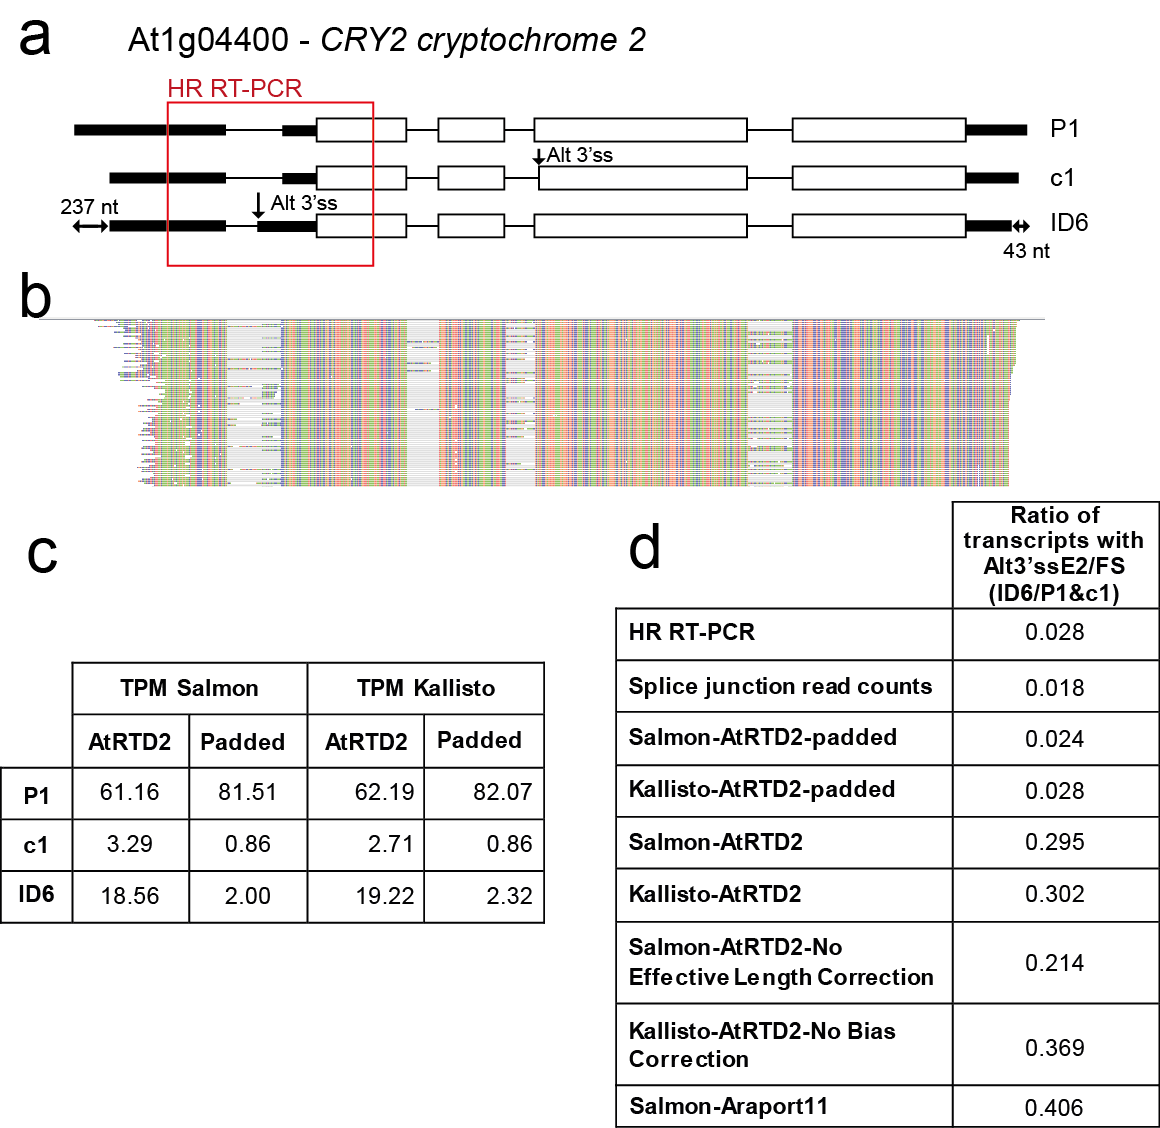 a
At1g04400 - CRY2 cryptochrome 2
HR RT-PCR
P1
Alt 3'ss
c1
237 nt
Alt 3'ss
ID6
43 nt
b
c
TPM Salmon
TPM Kallisto
AtRTD2
Padded
AtRTD2
Padded
P1
61.16
81.51
62.19
82.07
c1
3.29
0.86
2.71
0.86
ID6
18.56
2.00
19.22
2.32
d
Ratio of
transcripts with
Alt3'ssE2/FS
(ID6/P1&c1)
HR RT-PCR
0.028
Splice junction read counts
0.018
Salmon-AtRTD2-padded
0.024
Kallisto-AtRTD2-padded
0.028
Salmon-AtRTD2
0.295
Kallisto-AtRTD2
0.302
Salmon-AtRTD2-No
Effective Length Correction
0.214
Kallisto-AtRTD2-No Bias
Correction
0.369
Salmon-Araport11
0.406